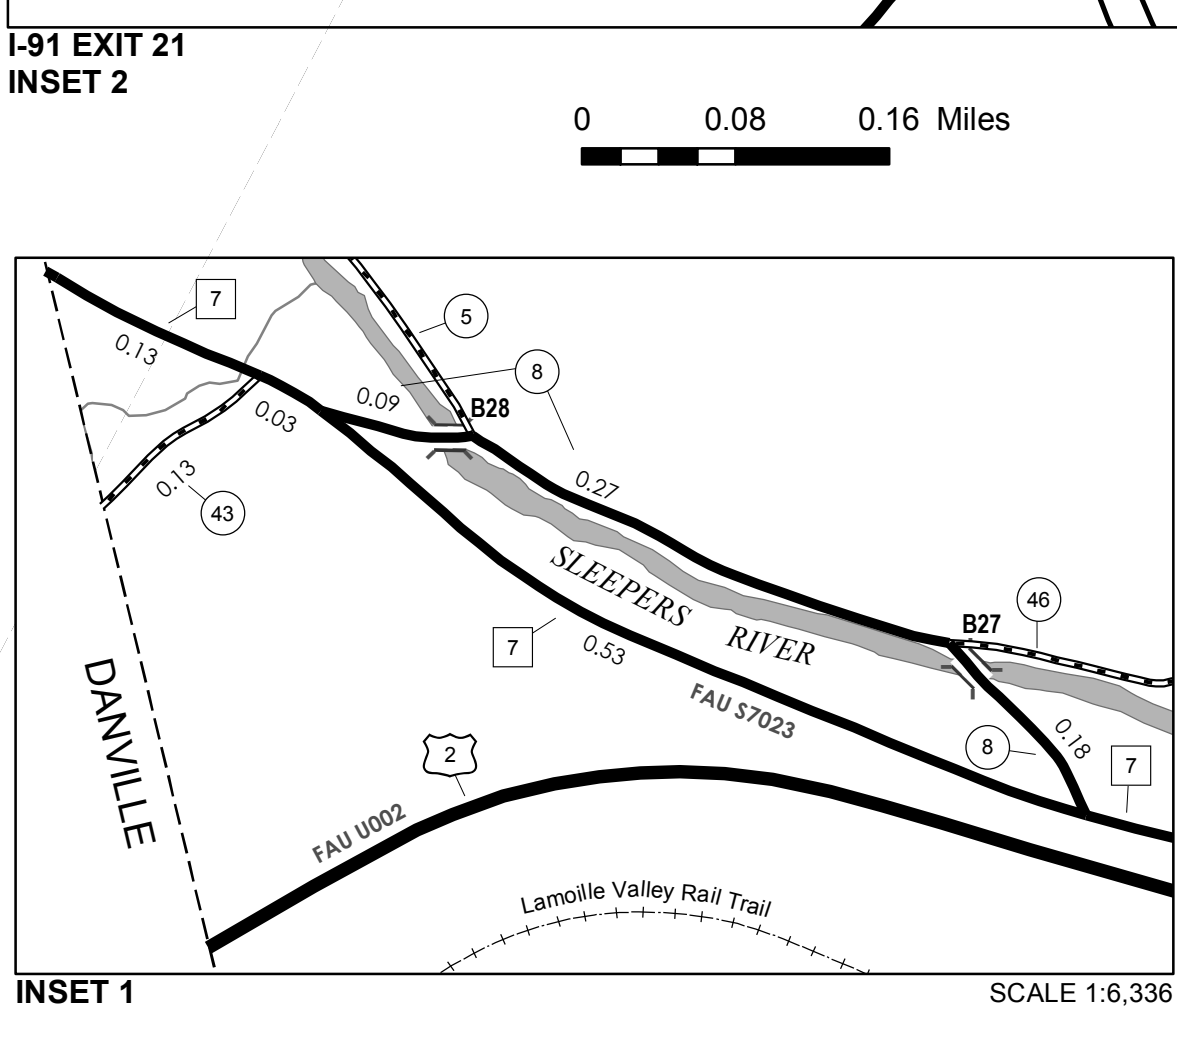 I-91 EXIT 21
INSET 2
0 0.08 0.16 Miles
7
5
0.13
8
0.09
B28
0.03
0.13
43
0.27
SLEEPERS RIVER
46
B27
7
0.53
FAU S7023
DANVILLE
8
0.18
7
2
FAU U002
Lamoille Valley Rail Trail
INSET 1
SCALE 1:6,336